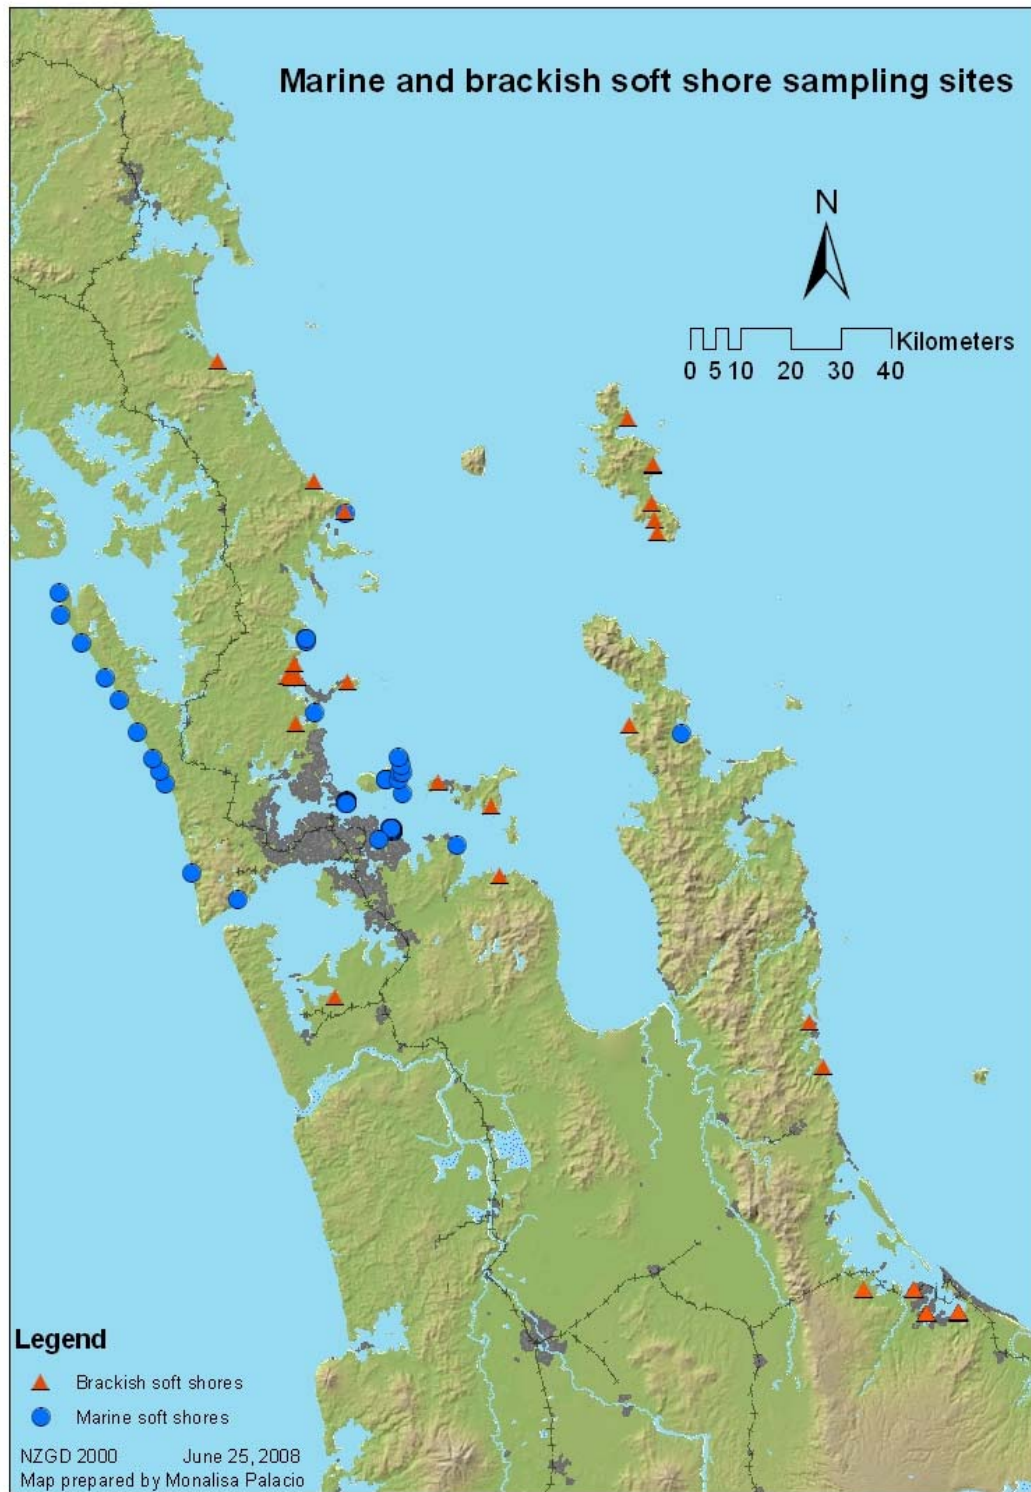 Marine and brackish soft shore sampling sites
N
Kilometers
0 5 10 20 30 40
Legend
Brackish soft shores
Marine soft shores
NZGD 2000 June 25, 2008
Map prepared by Monalisa Palacio